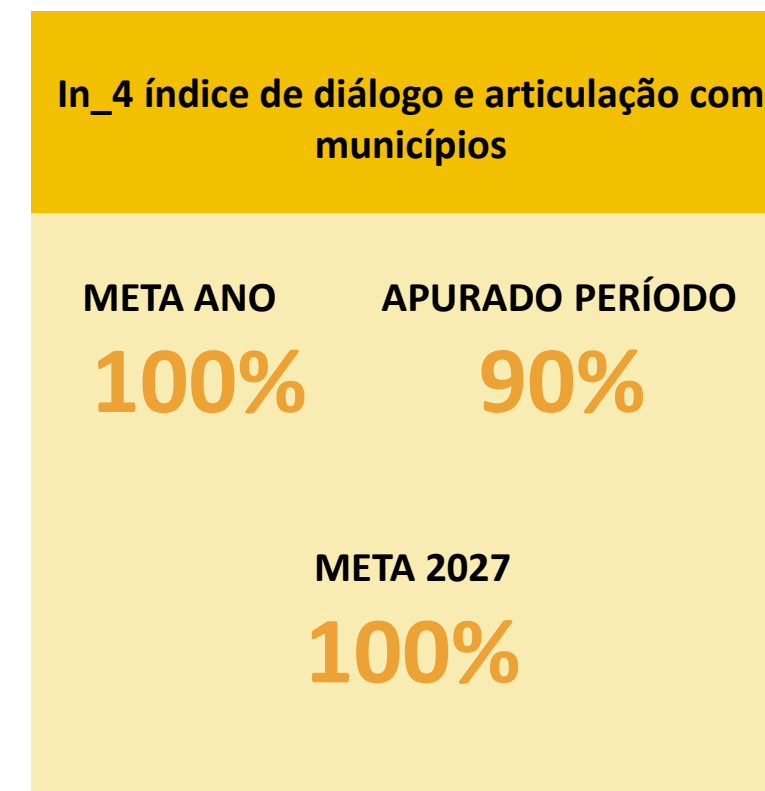 In_4 índice de diálogo e articulação com
municípios
META ANO
100%
APURADO PERÍODO
90%
META 2027
100%